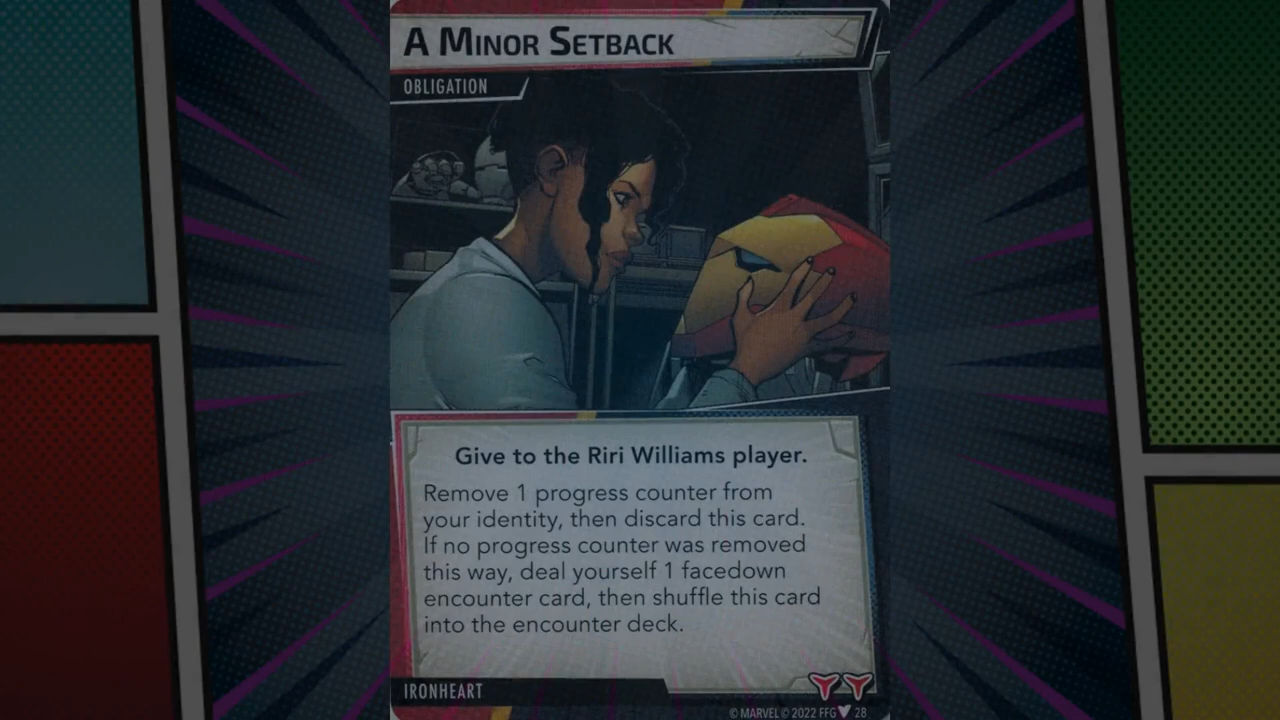 A MINOR SETBACK
OBLIGATION
Give to the Riri Williams player.
Remove 1 progress counter from
your identity, then discard this card.
If no progress counter was removed
this way, deal yourself 1 facedown
encounter card, then shuffle this card
into the encounter deck.
IRONHEART
© MARVEL © 2022 FFG 28